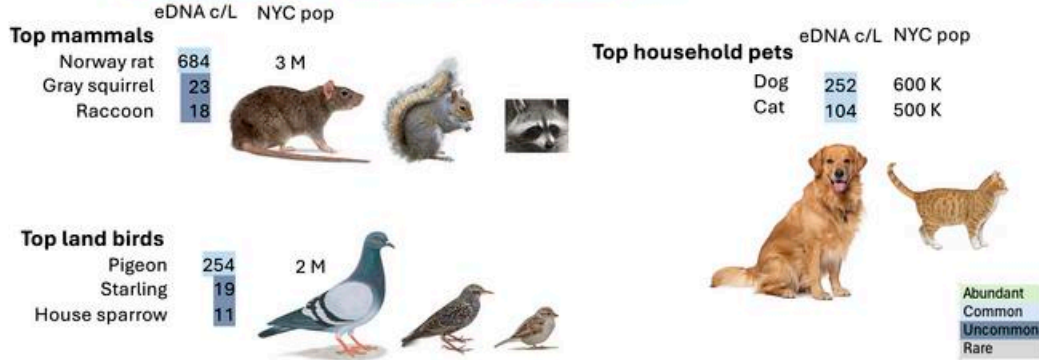 eDNA c/L NYC pop
Top mammals
Norway rat 684 3 M
Gray squirrel 23
Raccoon 18
eDNA c/L NYC pop
Top household pets
Dog 252 600 K
Cat 104 500 K
Top land birds
Pigeon 254 2 M
Starling 19
House sparrow 11
Abundant
Common
Uncommon
Rare